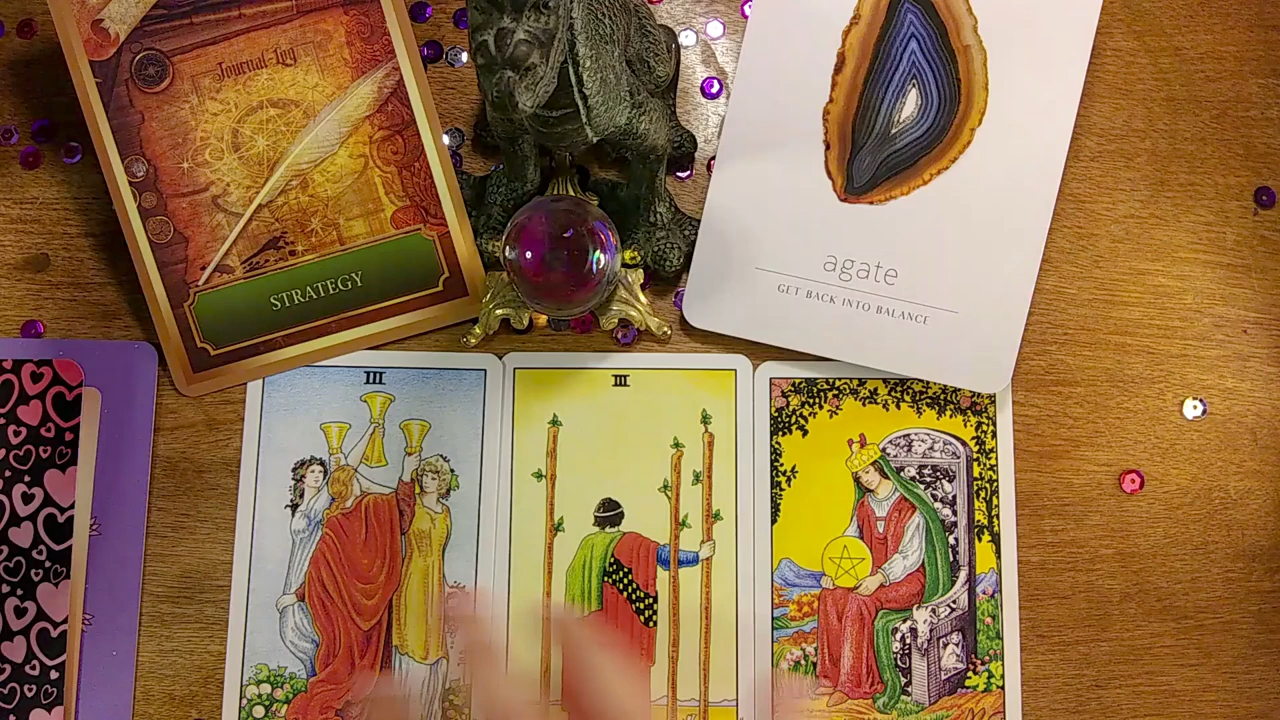 Journal-Log
STRATEGY
agate
GET BACK INTO BALANCE
III
III